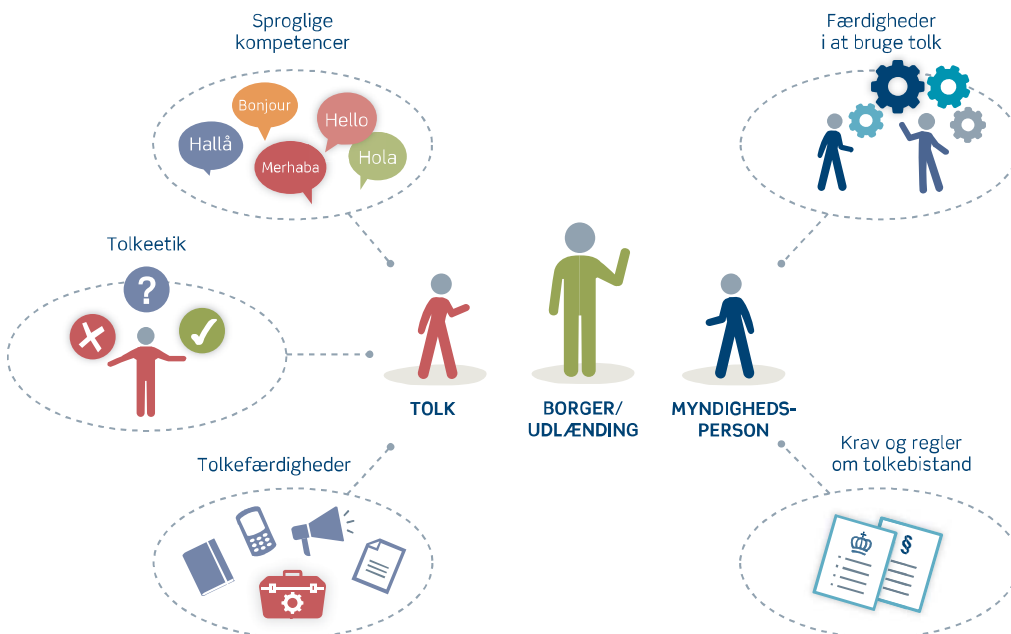 Sproglige
kompetencer
Bonjour
Hello
Hallå
Merhaba
Hola
Færdigheder
i at bruge tolk
Tolkeetik
?
TOLK
BORGER/
UDLÆNDING
MYNDIGHEDS-
PERSON
Tolkefærdigheder
Krav og regler
om tolkebistand
§